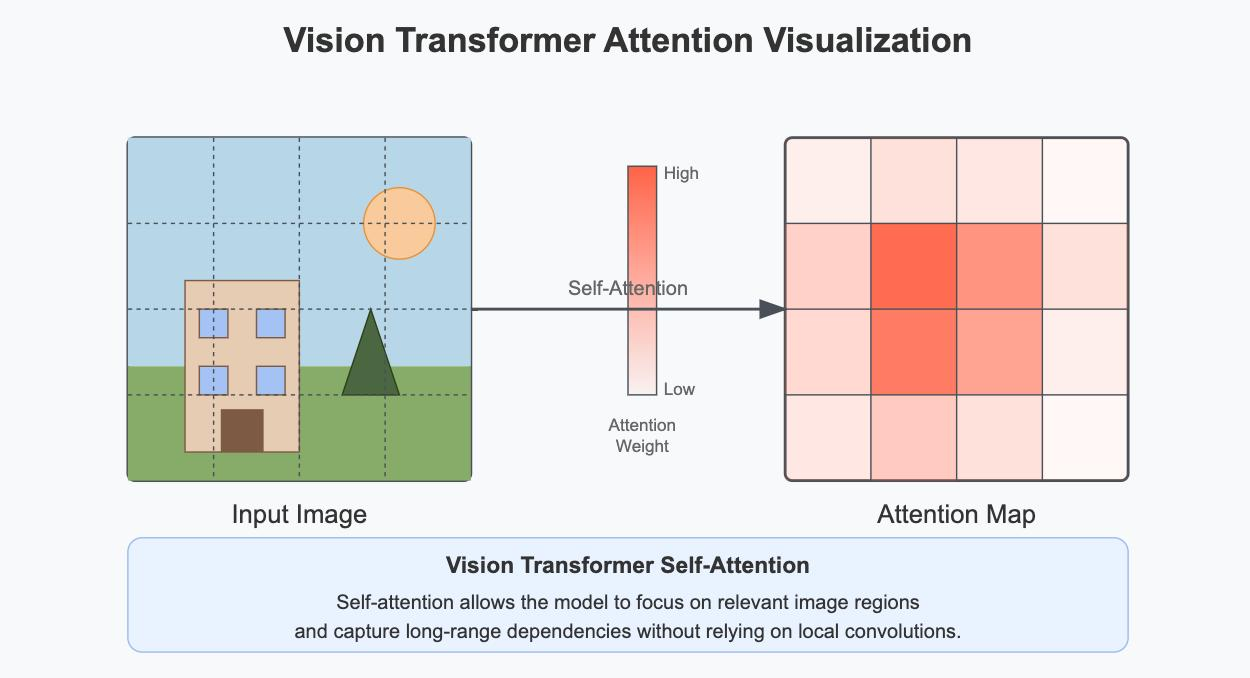 Vision Transformer Attention Visualization
High
Self-Attention
Low
Attention
Weight
Input Image
Attention Map
Vision Transformer Self-Attention
Self-attention allows the model to focus on relevant image regions
and capture long-range dependencies without relying on local convolutions.